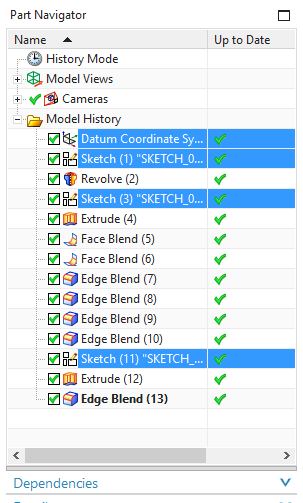 Part Navigator
Name Up to Date
History Mode
Model Views
Cameras
Model History
Datum Coordinate Sy...
Sketch (1) "SKETCH_0...
Revolve (2)
Sketch (3) "SKETCH_0...
Extrude (4)
Face Blend (5)
Face Blend (6)
Edge Blend (7)
Edge Blend (8)
Edge Blend (9)
Edge Blend (10)
Sketch (11) "SKETCH_...
Extrude (12)
Edge Blend (13)
Dependencies